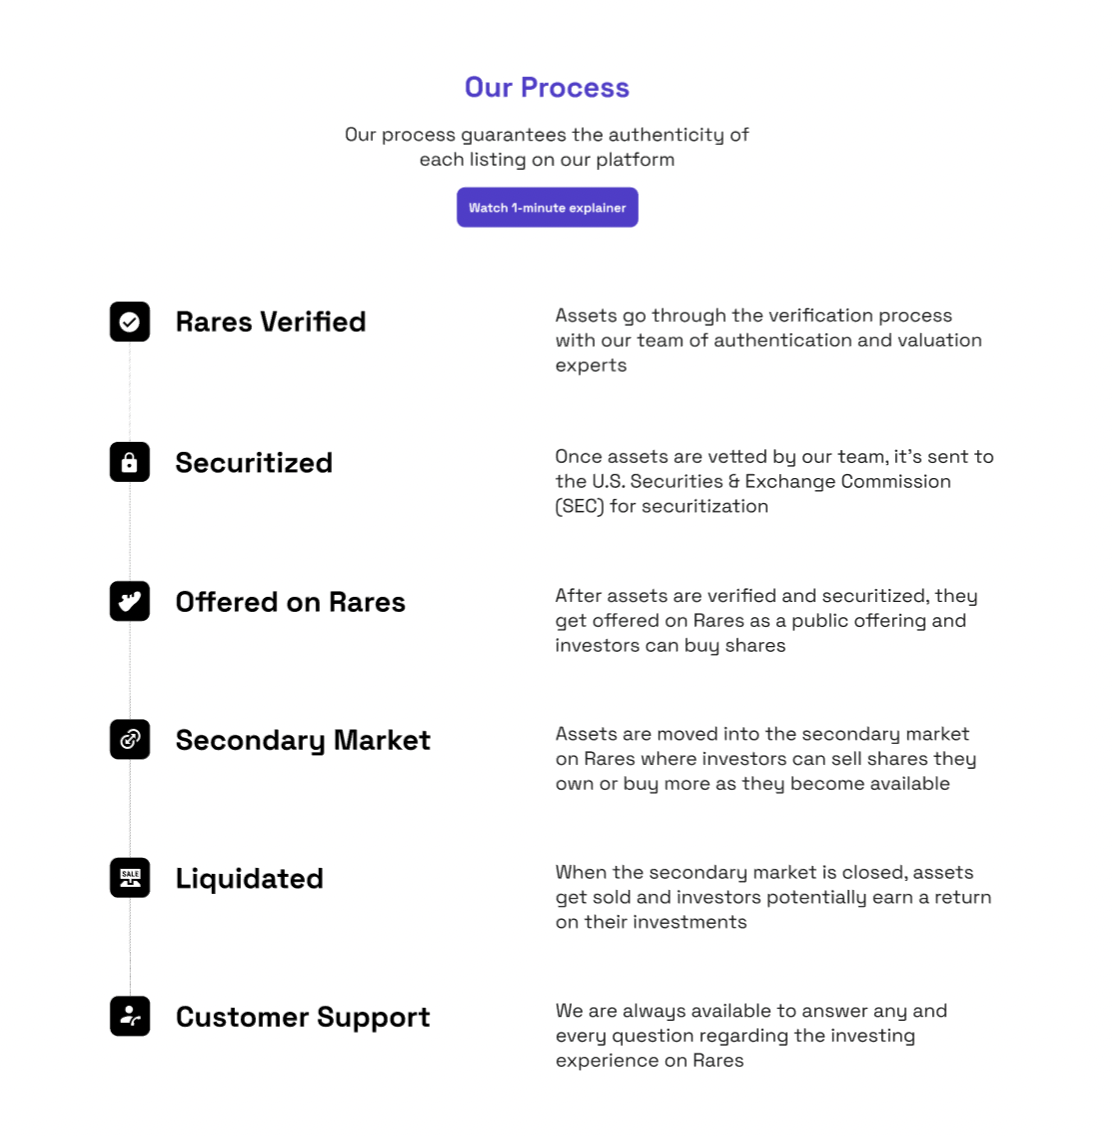 Our Process
Our process guarantees the authenticity of
each listing on our platform
Watch 1-minute explainer
Rares Verified
Assets go through the verification process
with our team of authentication and valuation
experts
Securitized
Once assets are vetted by our team, it's sent to
the U.S. Securities & Exchange Commission
(SEC) for securitization
Offered on Rares
After assets are verified and securitized, they
get offered on Rares as a public offering and
investors can buy shares
Secondary Market
Assets are moved into the secondary market
on Rares where investors can sell shares they
own or buy more as they become available
SALE
Liquidated
When the secondary market is closed, assets
get sold and investors potentially earn a return
on their investments
Customer Support
We are always available to answer any and
every question regarding the investing
experience on Rares